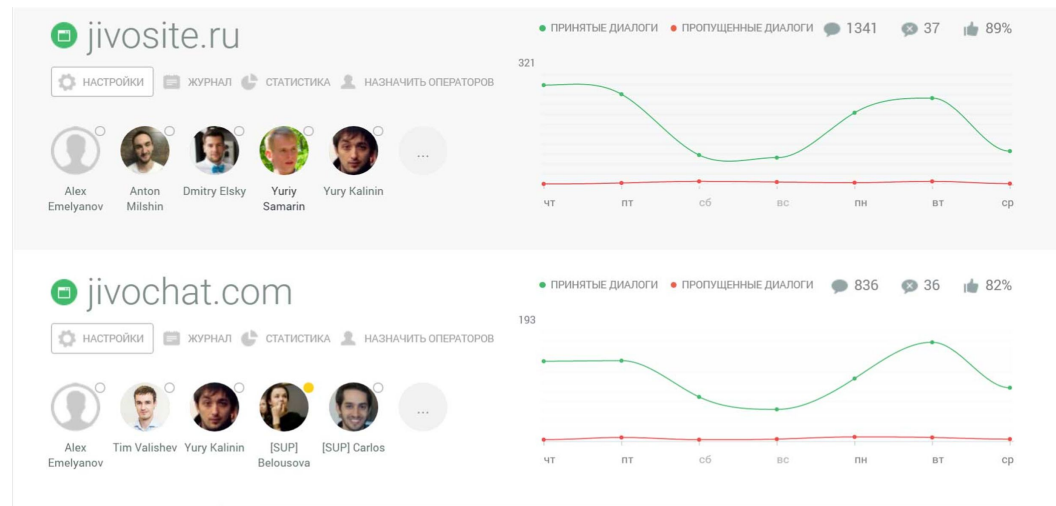 jivosite.ru
НАСТРОЙКИ ЖУРНАЛ СТАТИСТИКА НАЗНАЧИТЬ ОПЕРАТОРОВ
Alex Emelyanov
Anton Milshin
Dmitry Elsky
Yuriy Samarin
Yury Kalinin
...
ПРИНЯТЫЕ ДИАЛОГИ ПРОПУЩЕННЫЕ ДИАЛОГИ 1341 37 89%
321
чт пт сб вс пн вт ср
jivochat.com
НАСТРОЙКИ ЖУРНАЛ СТАТИСТИКА НАЗНАЧИТЬ ОПЕРАТОРОВ
Alex Emelyanov
Tim Valishev
Yury Kalinin
[SUP] Belousova
[SUP] Carlos
...
ПРИНЯТЫЕ ДИАЛОГИ ПРОПУЩЕННЫЕ ДИАЛОГИ 836 36 82%
193
чт пт сб вс пн вт ср